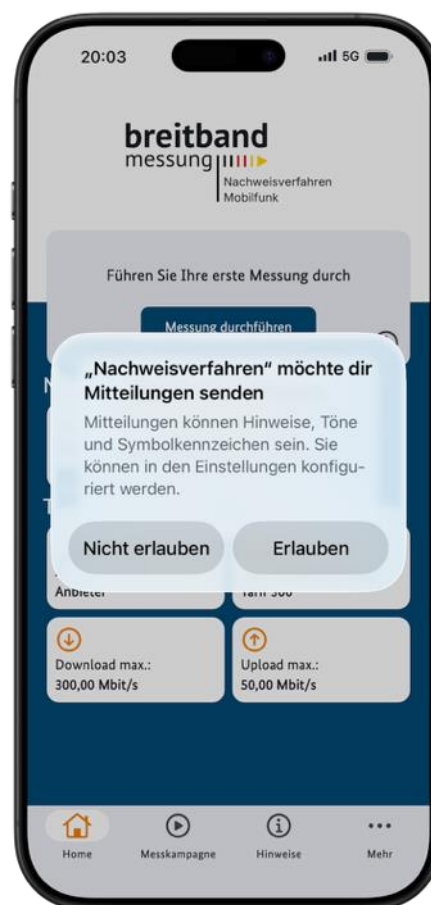 20:03
5G
breitband
messung
Nachweisverfahren
Mobilfunk
Führen Sie Ihre erste Messung durch
Messung durchführen
„Nachweisverfahren“ möchte dir
Mitteilungen senden
Mitteilungen können Hinweise, Töne
und Symbolkennzeichen sein. Sie
können in den Einstellungen konfigu-
riert werden.
Nicht erlauben
Erlauben
Anbieter
Tarif 300
Download max.:
300,00 Mbit/s
Upload max.:
50,00 Mbit/s
Home
Messkampagne
Hinweise
Mehr